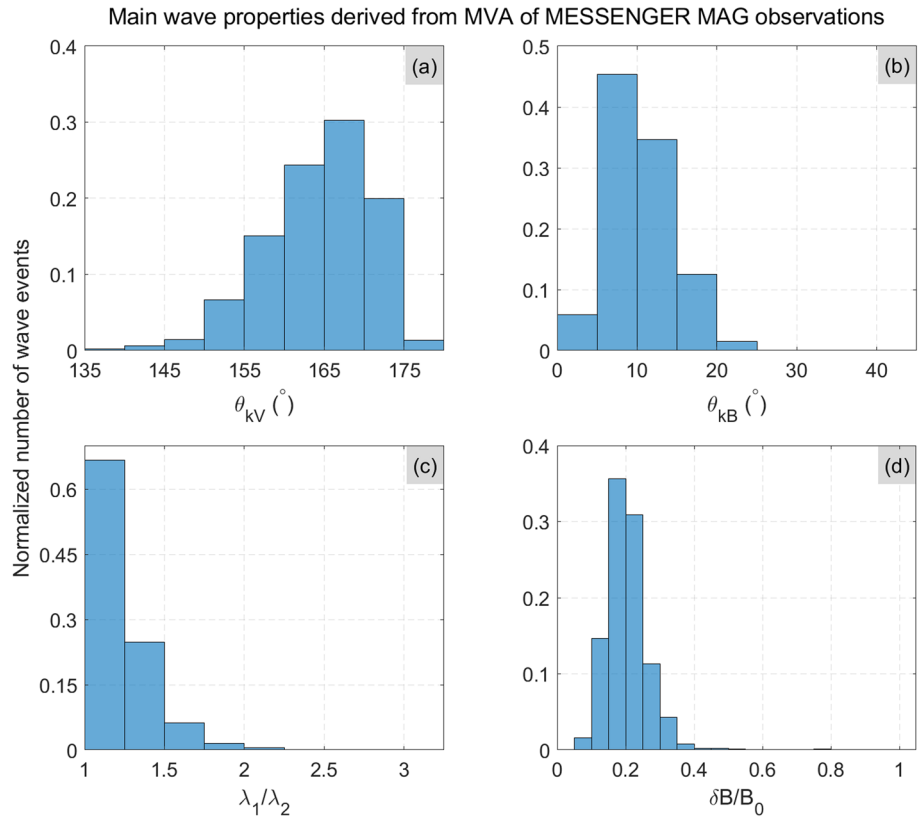 Main wave properties derived from MVA of MESSENGER MAG observations
Normalized number of wave events
(a)
0.4
0.3
0.2
0.1
0
135 145 155 165 175
θkV (°)
(b)
0.5
0.4
0.3
0.2
0.1
0
0 10 20 30 40
θkB (°)
(c)
0.6
0.45
0.3
0.15
0
1 1.5 2 2.5 3
λ1/λ2
(d)
0.4
0.3
0.2
0.1
0
0 0.2 0.4 0.6 0.8 1
δB/B0